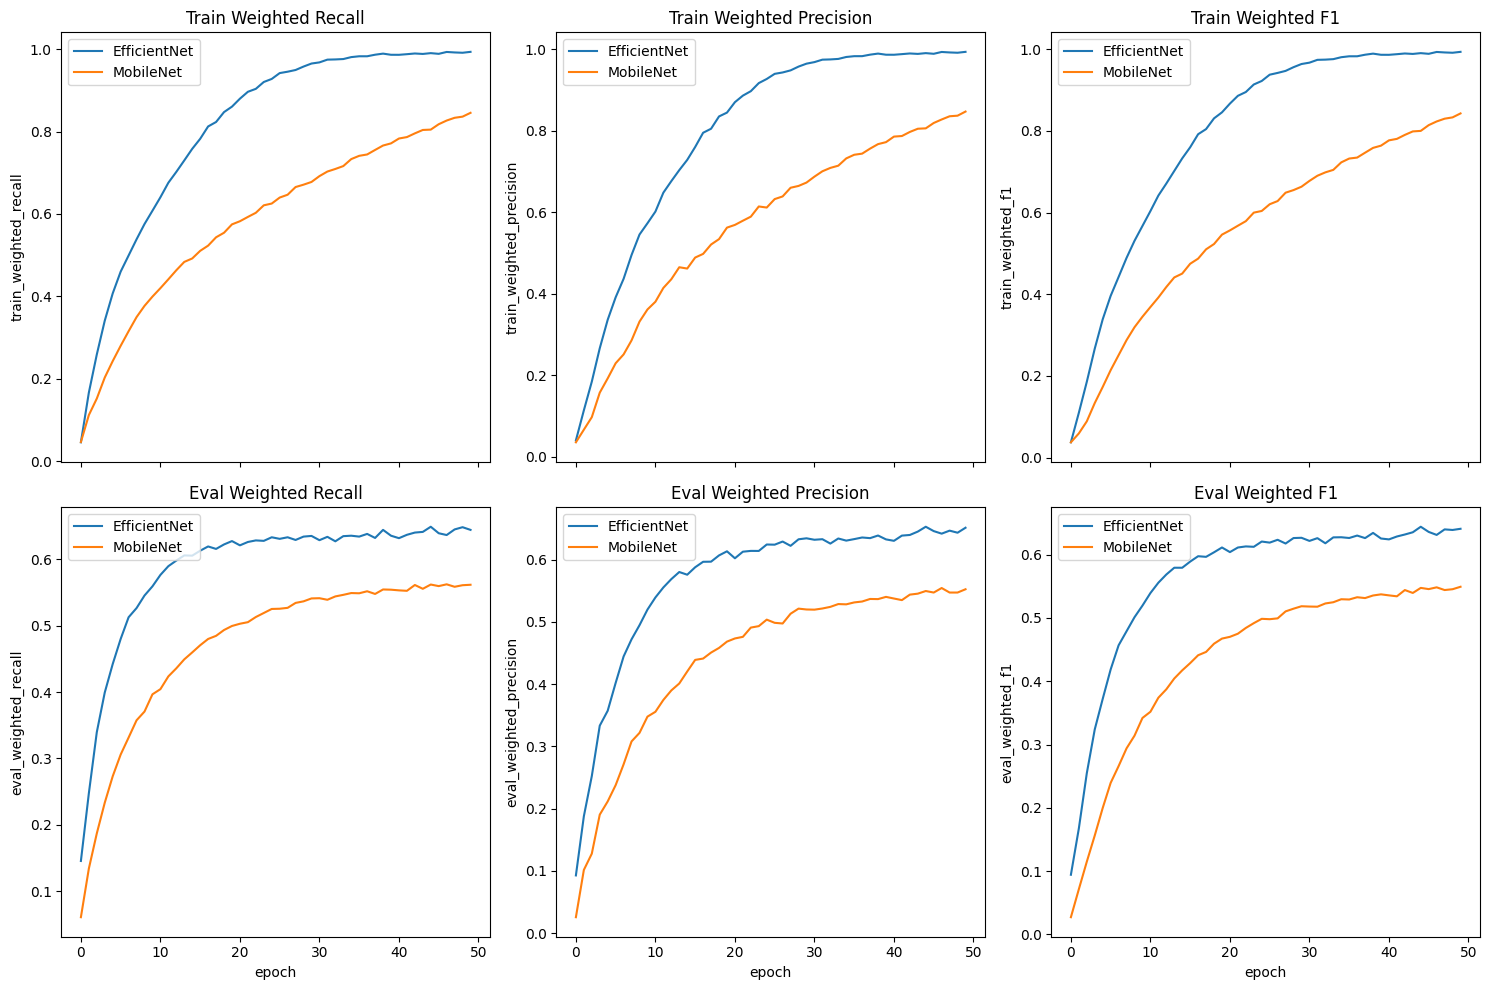 Train Weighted Recall
EfficientNet
MobileNet
train_weighted_recall
1.0
0.8
0.6
0.4
0.2
0.0
Train Weighted Precision
EfficientNet
MobileNet
train_weighted_precision
1.0
0.8
0.6
0.4
0.2
0.0
Train Weighted F1
EfficientNet
MobileNet
train_weighted_f1
1.0
0.8
0.6
0.4
0.2
0.0
Eval Weighted Recall
EfficientNet
MobileNet
eval_weighted_recall
0.6
0.5
0.4
0.3
0.2
0.1
0 10 20 30 40 50
epoch
Eval Weighted Precision
EfficientNet
MobileNet
eval_weighted_precision
0.6
0.5
0.4
0.3
0.2
0.1
0.0
0 10 20 30 40 50
epoch
Eval Weighted F1
EfficientNet
MobileNet
eval_weighted_f1
0.6
0.5
0.4
0.3
0.2
0.1
0.0
0 10 20 30 40 50
epoch